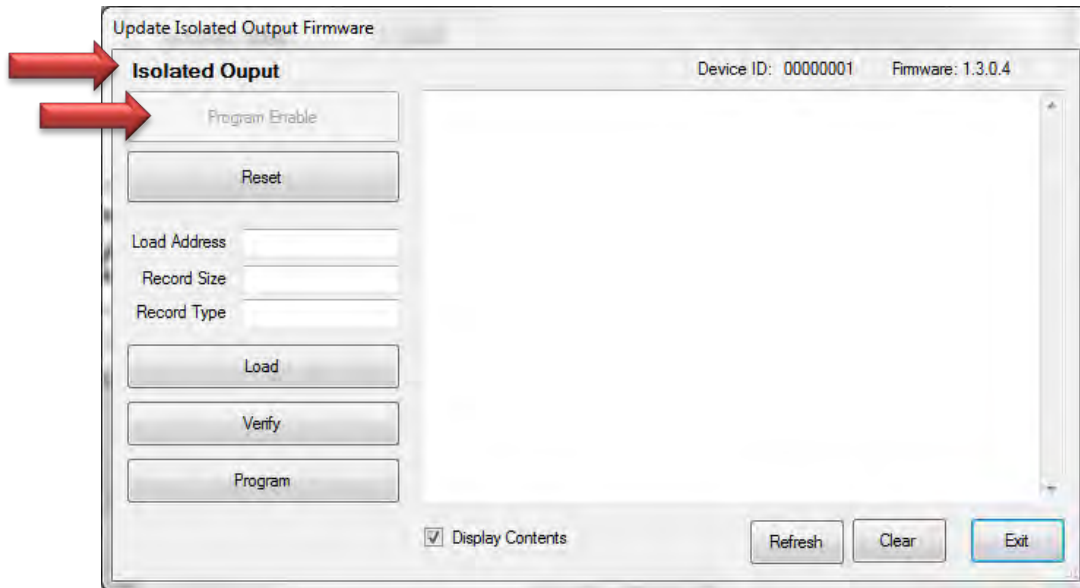 Update Isolated Output Firmware
Isolated Ouput
Device ID: 00000001 Firmware: 1.3.0.4
Program Enable
Reset
Load Address
Record Size
Record Type
Load
Verify
Program
Display Contents
Refresh
Clear
Exit